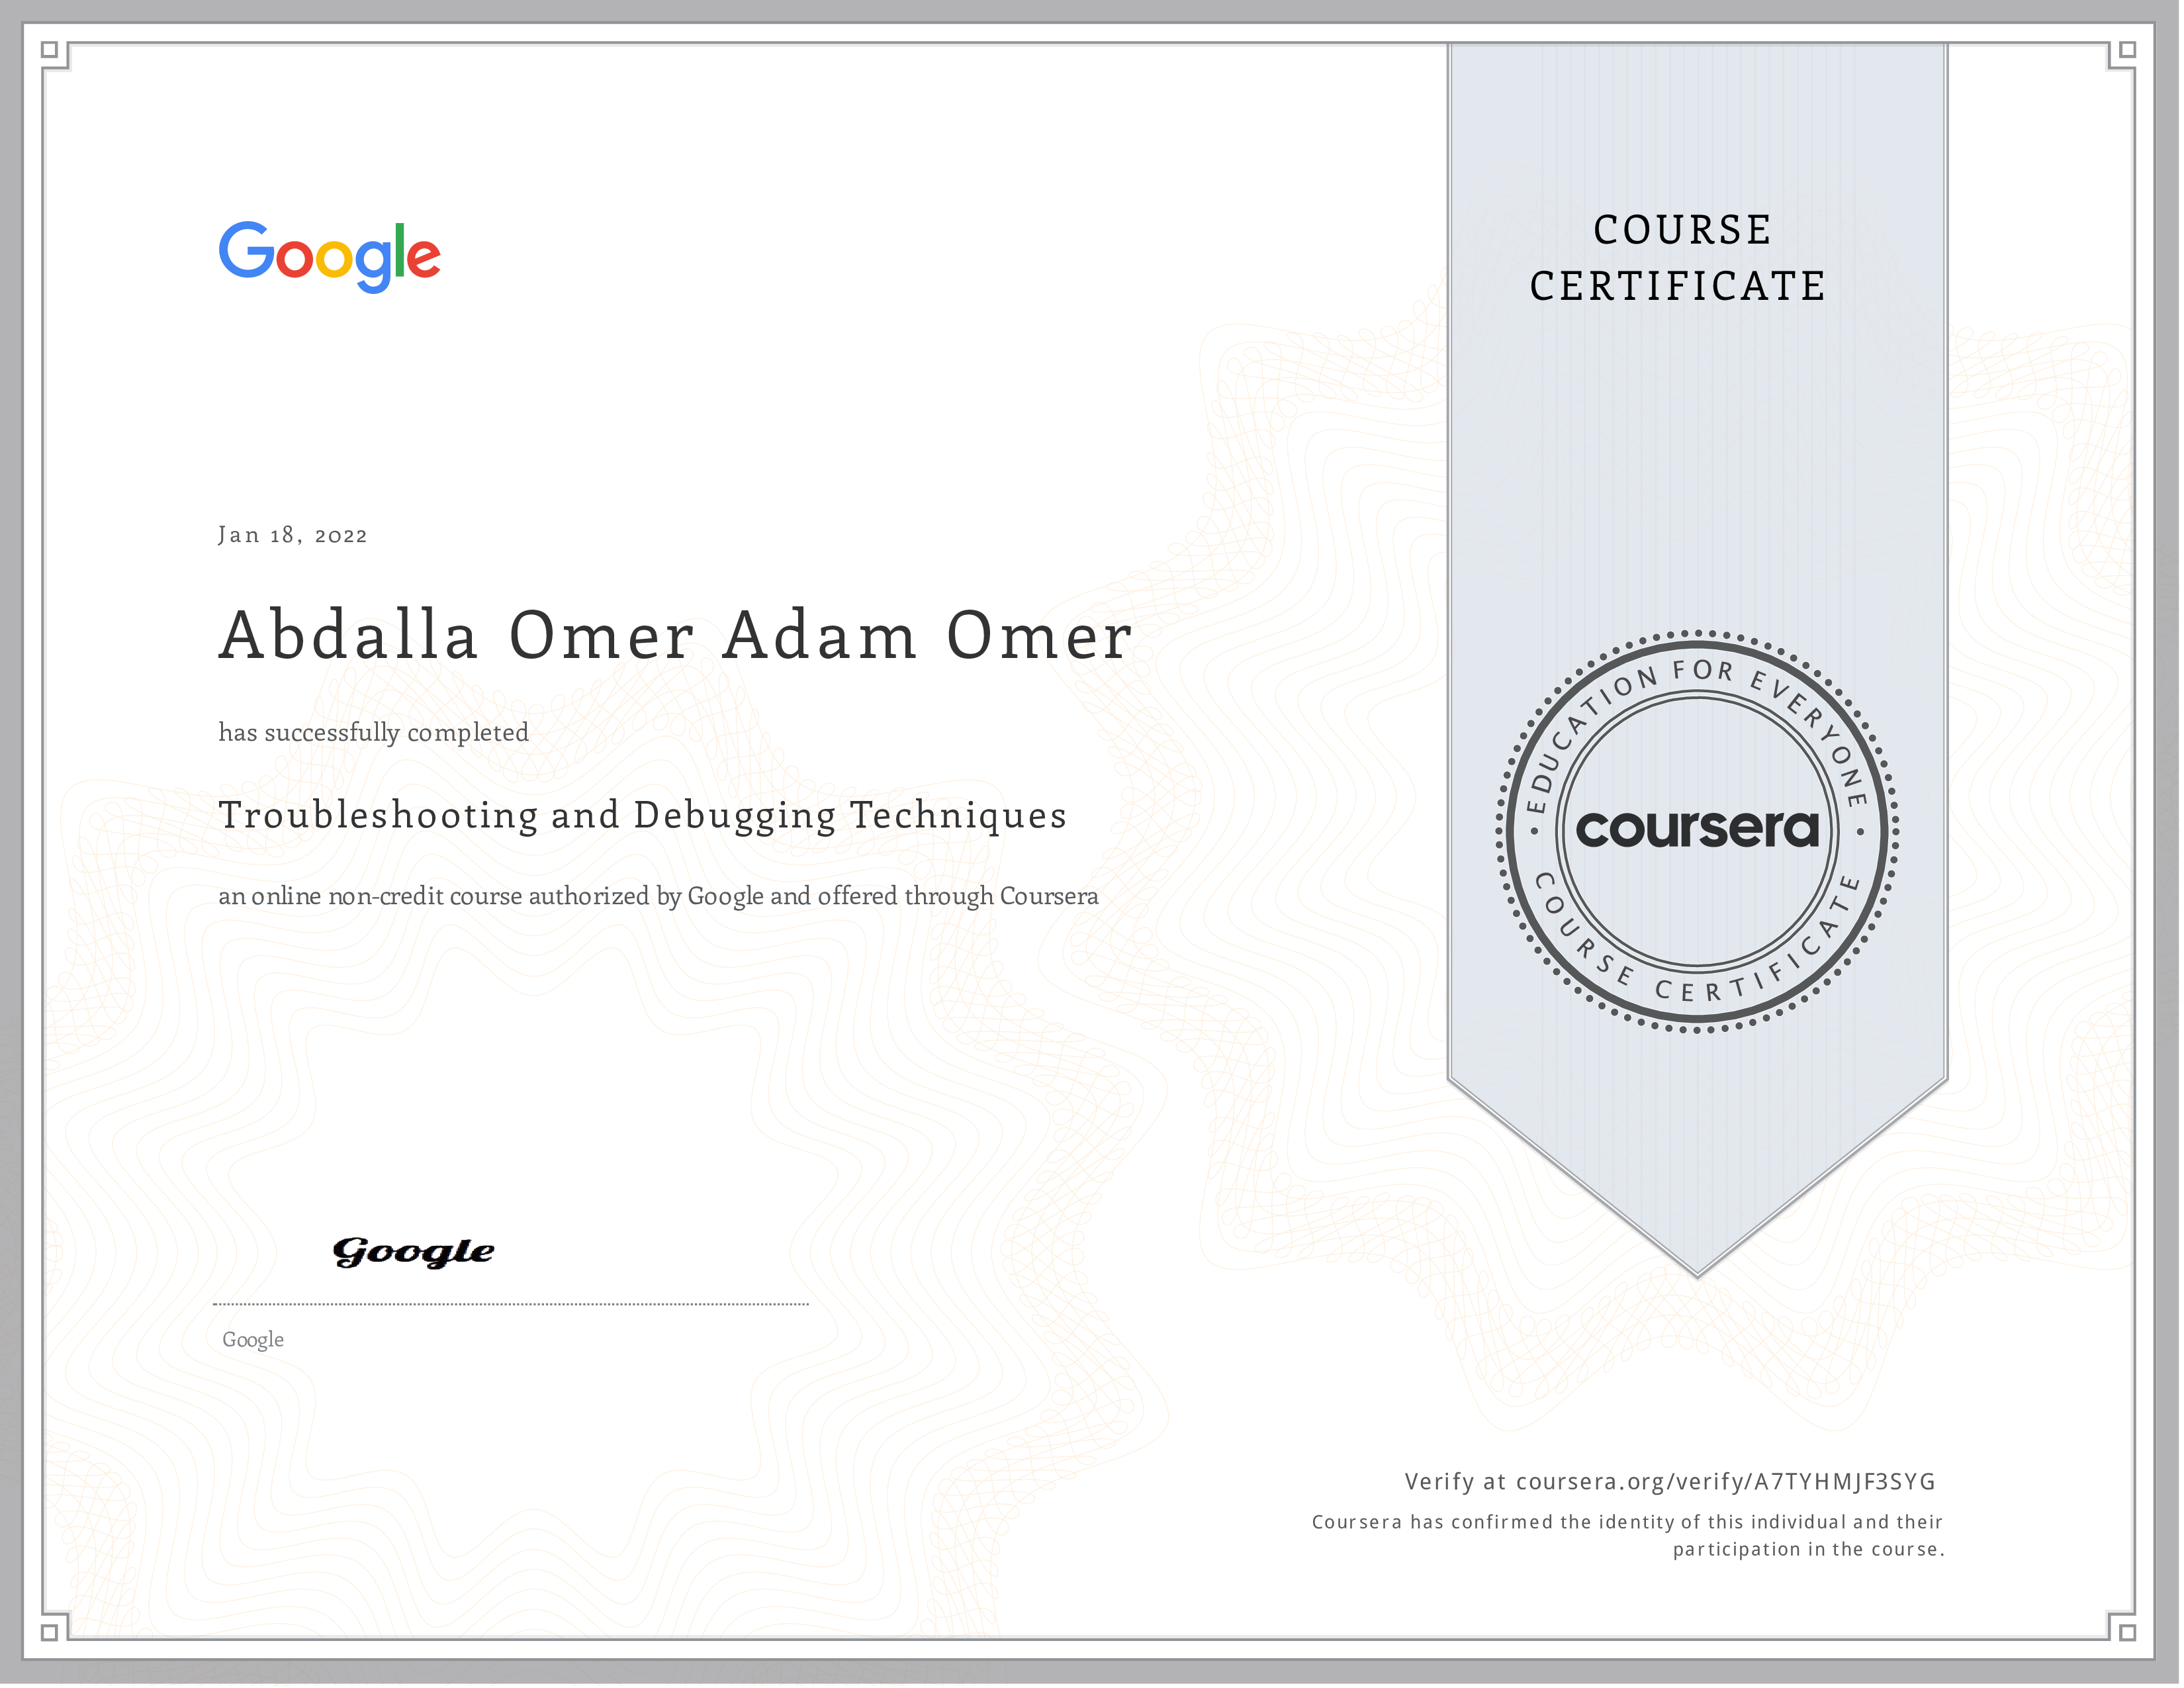 Google
COURSE
CERTIFICATE
Jan 18, 2022
Abdalla Omer Adam Omer
has successfully completed
Troubleshooting and Debugging Techniques
an online non-credit course authorized by Google and offered through Coursera
EDUCATION FOR EVERYONE
coursera
COURSE CERTIFICATE
Google
Google
Verify at coursera.org/verify/A7TYHMJF3SYG
Coursera has confirmed the identity of this individual and their
participation in the course.